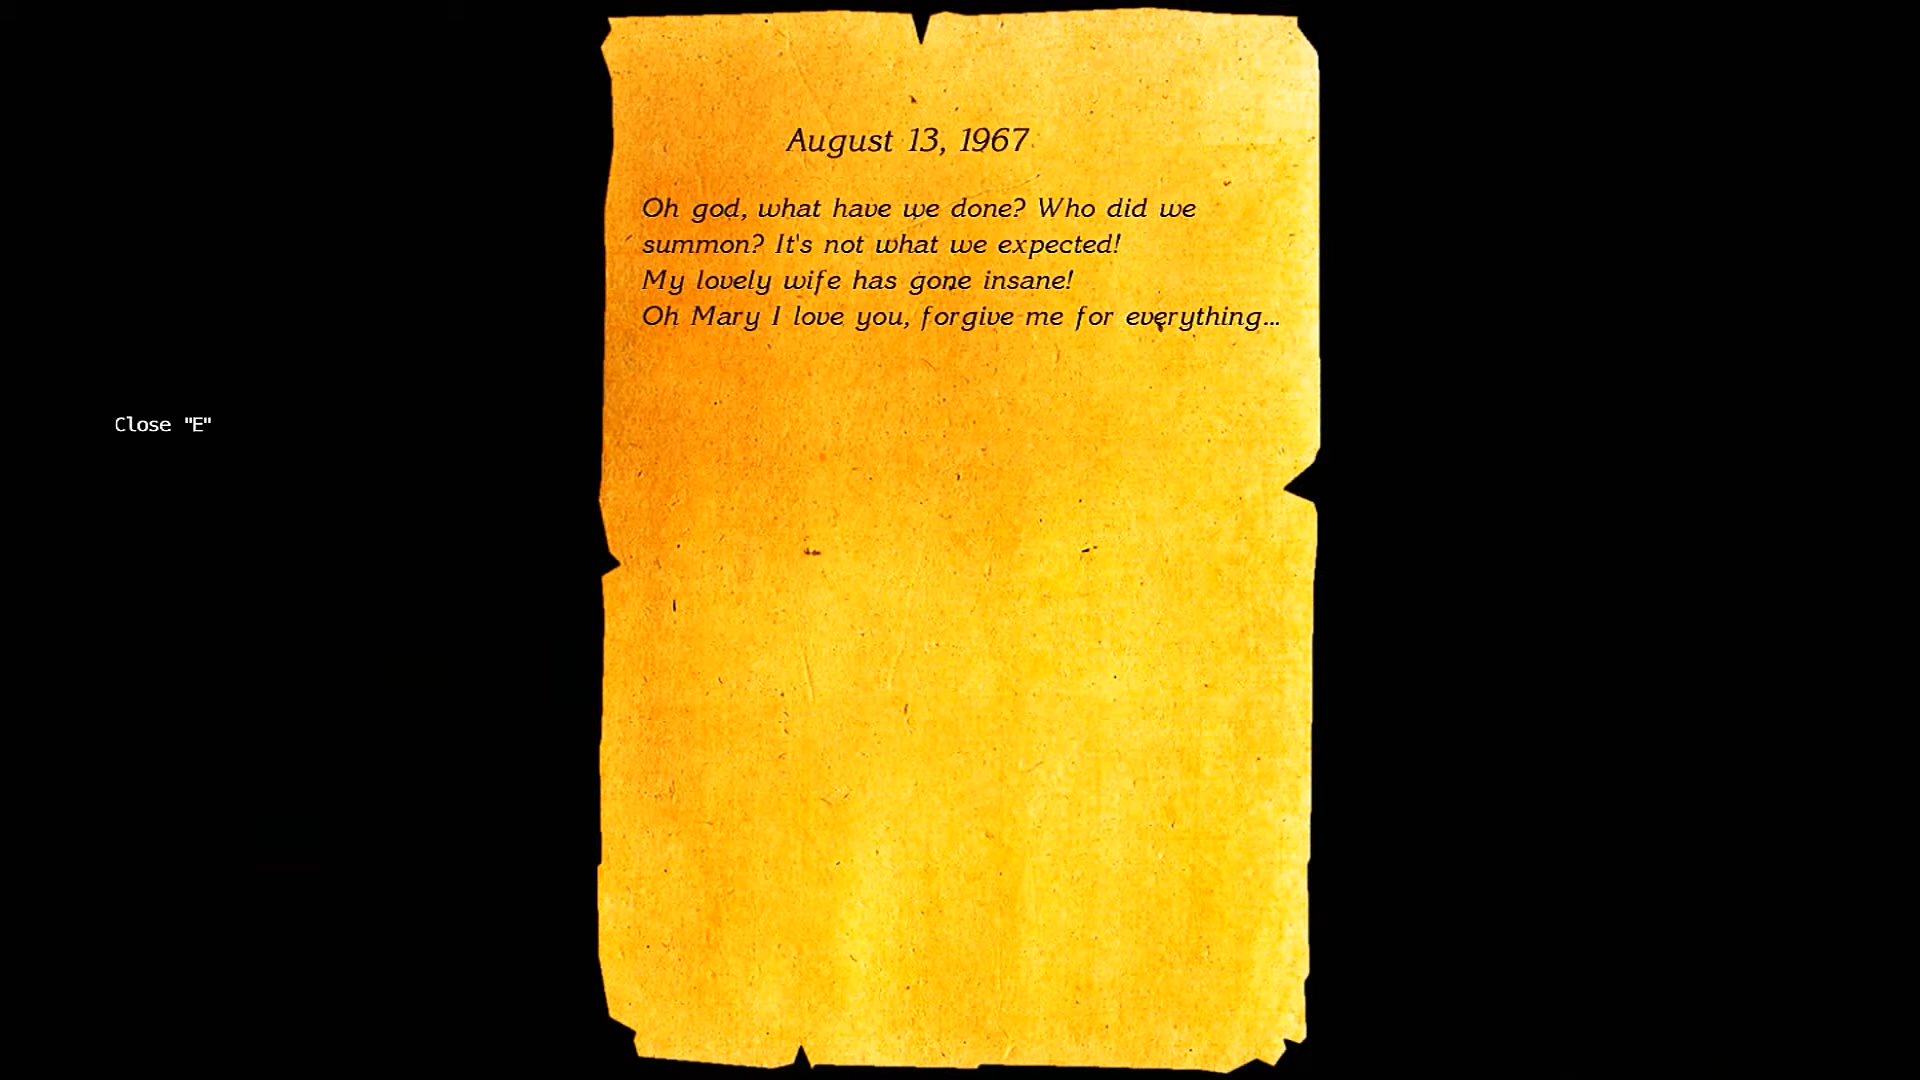 August 13, 1967
Oh god, what have we done? Who did we
summon? It's not what we expected!
My lovely wife has gone insane!
Oh Mary I love you, forgive me for everything...
Close "E"